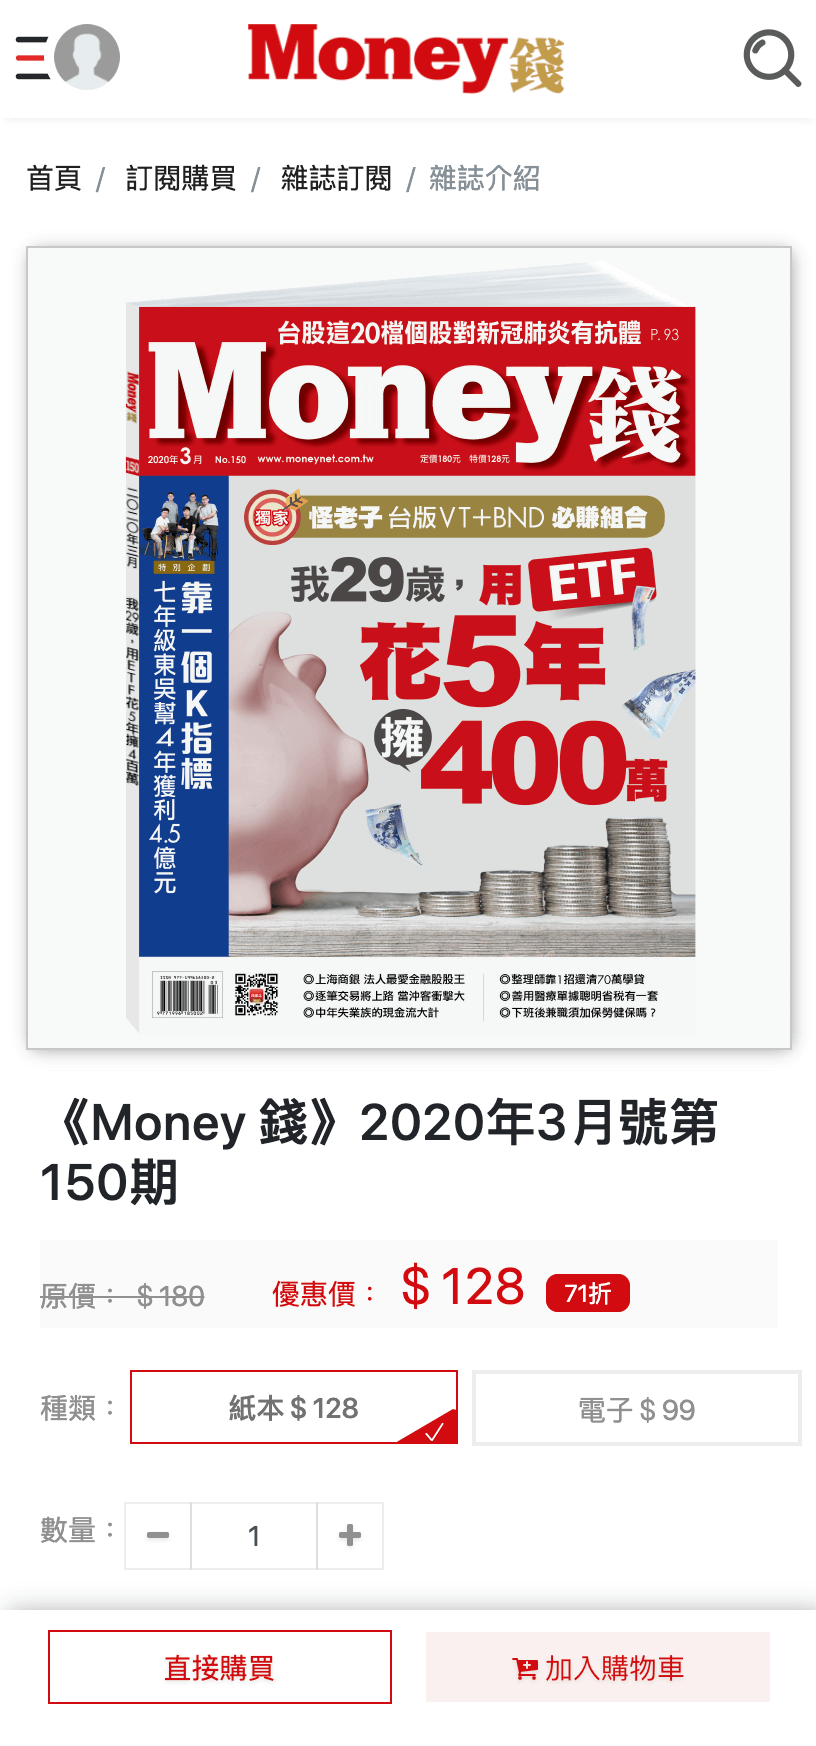 Money錢
首頁 / 訂閱購買 / 雜誌訂閱 / 雜誌介紹
台股這20檔個股對新冠肺炎有抗體 P.93
Money錢
2020年3月 No.150 www.moneynet.com.tw 定價180元 特價128元
Money錢
150
二〇二〇年三月
我29歲，用ETF花5年擁4百萬
獨家 怪老子 台版VT+BND 必賺組合
特別企劃
靠一個K指標
七年級東吳幫4年獲利4.5億元
我29歲，用ETF
花5年
擁400萬
◎上海商銀 法人最愛金融股股王
◎逐筆交易將上路 當沖客衝擊大
◎中年失業族的現金流大計
◎整理師靠1招還清70萬學貸
◎善用醫療單據聰明省稅有一套
◎下班後兼職須加保勞健保嗎？
《Money 錢》2020年3月號第
150期
原價： $180 優惠價： $128 71折
種類： 紙本$128 電子$99
數量： − 1 +
直接購買 加入購物車